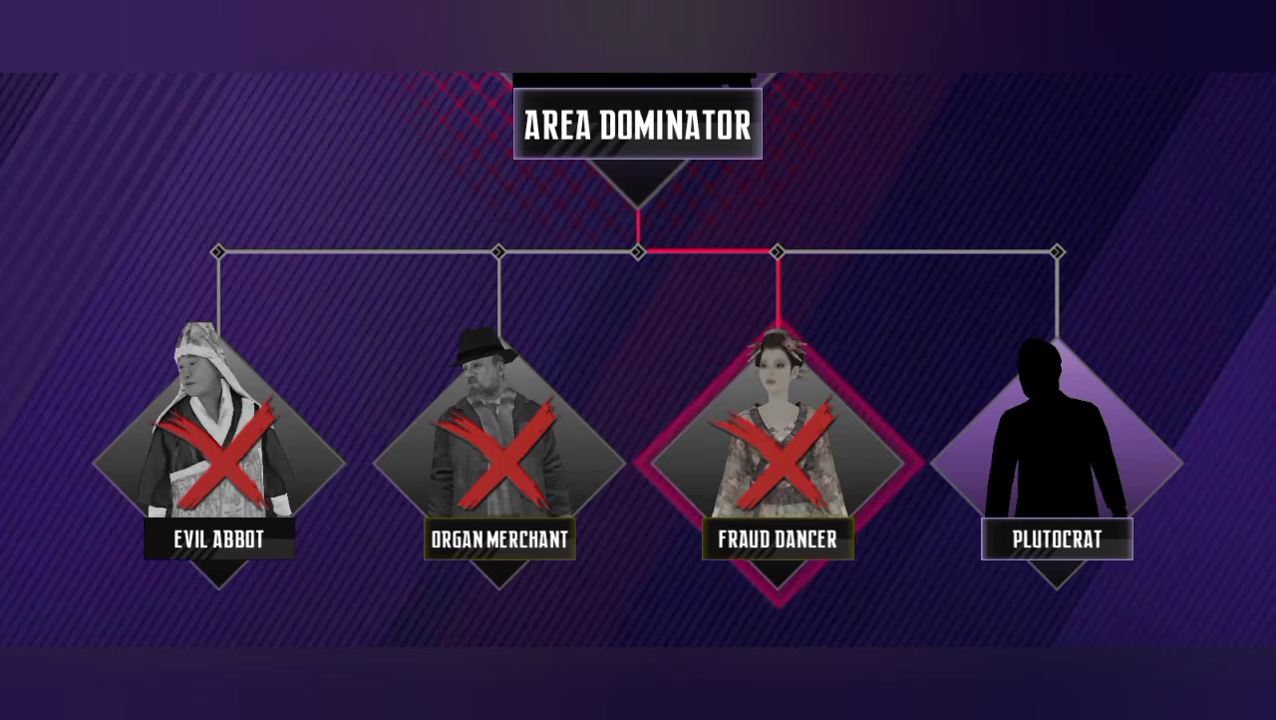 AREA DOMINATOR
EVIL ABBOT
ORGAN MERCHANT
FRAUD DANCER
PLUTOCRAT